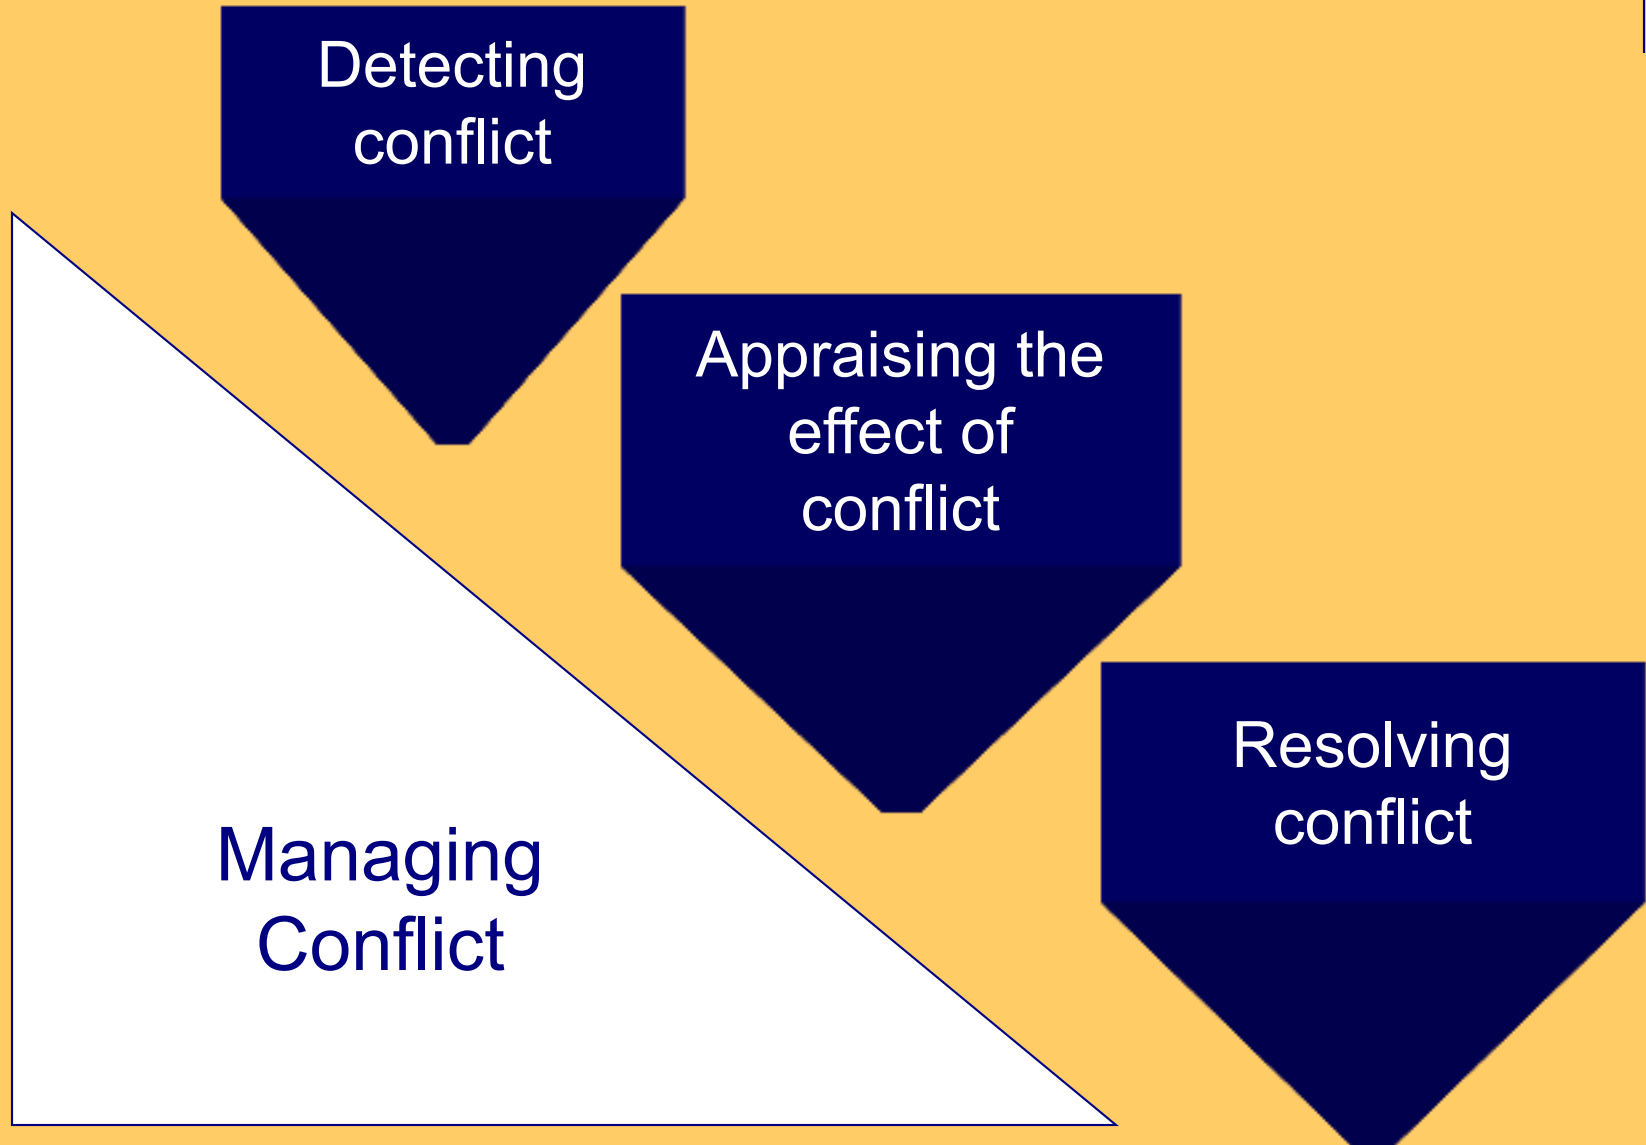 Detecting
conflict
Appraising the
effect of
conflict
Resolving
conflict
Managing
Conflict